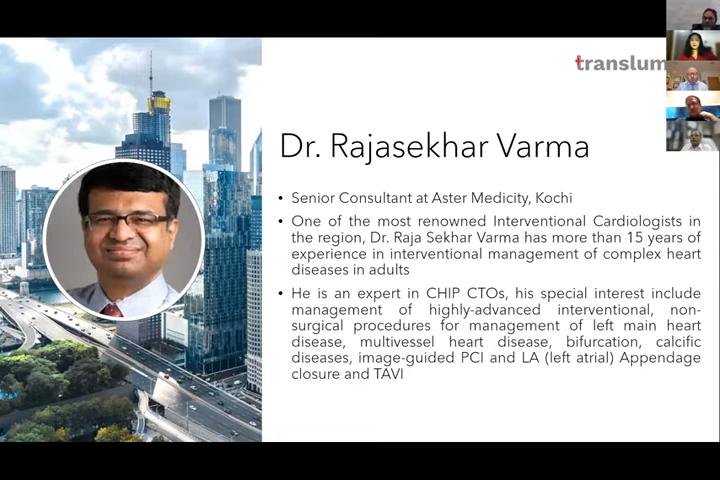 translum
Dr. Rajasekhar Varma
• Senior Consultant at Aster Medicity, Kochi
• One of the most renowned Interventional Cardiologists in
the region, Dr. Raja Sekhar Varma has more than 15 years of
experience in interventional management of complex heart
diseases in adults
• He is an expert in CHIP CTOs, his special interest include
management of highly-advanced interventional, non-
surgical procedures for management of left main heart
disease, multivessel heart disease, bifurcation, calcific
diseases, image-guided PCI and LA (left atrial) Appendage
closure and TAVI